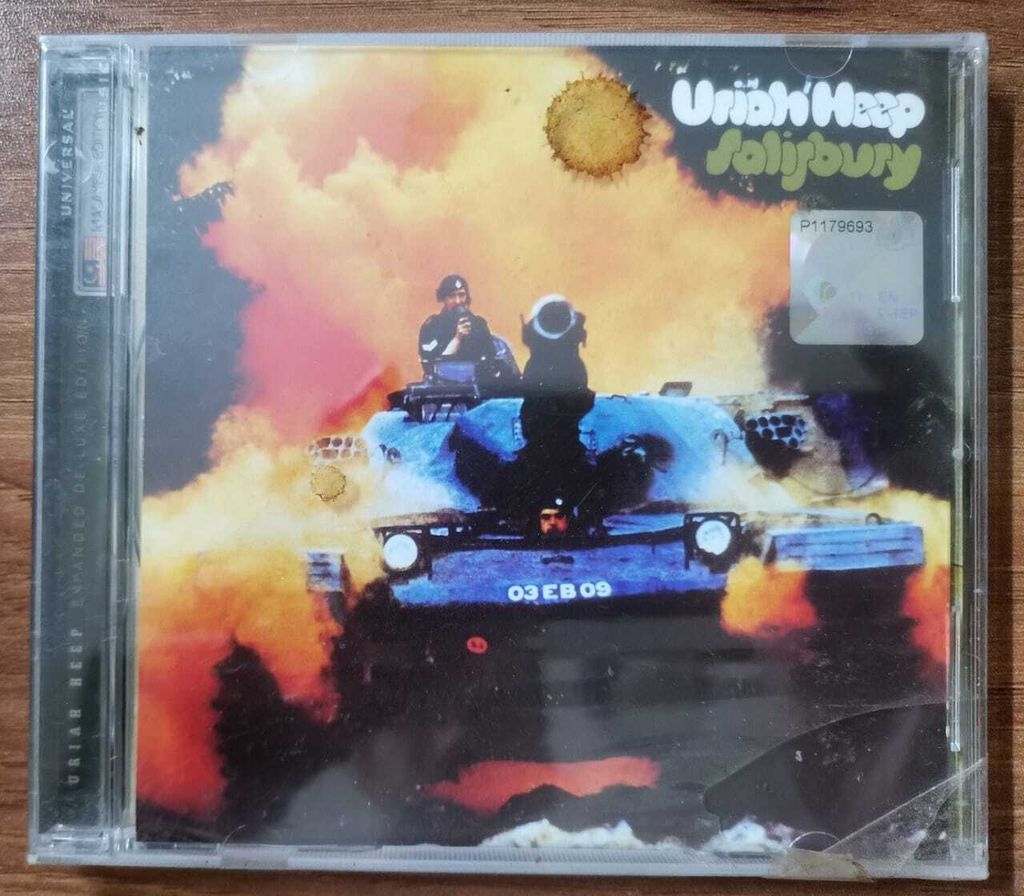 Uriah Heep
Salisbury
P1179693
03 EB 09
UNIVERSAL
URIAH HEEP EXPANDED DELUXE EDITION